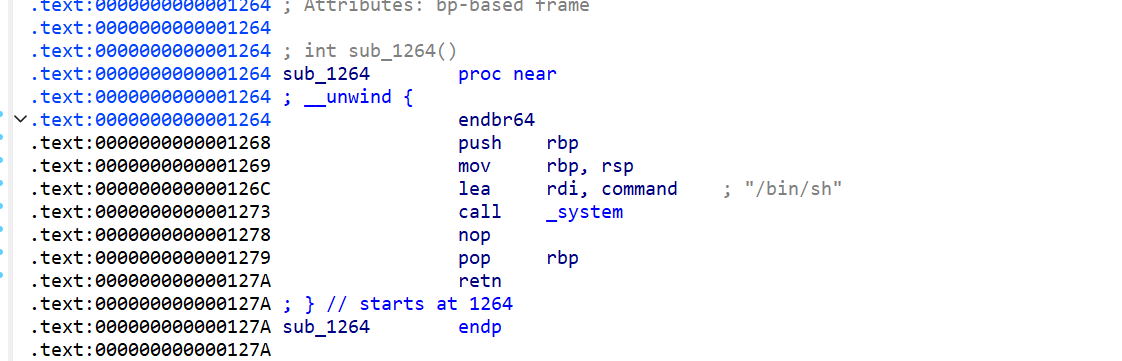 .text:0000000000001264 ; Attributes: bp-based frame
.text:0000000000001264
.text:0000000000001264 ; int sub_1264()
.text:0000000000001264 sub_1264        proc near
.text:0000000000001264 ; __unwind {
.text:0000000000001264                 endbr64
.text:0000000000001268                 push    rbp
.text:0000000000001269                 mov     rbp, rsp
.text:000000000000126C                 lea     rdi, command    ; "/bin/sh"
.text:0000000000001273                 call    _system
.text:0000000000001278                 nop
.text:0000000000001279                 pop     rbp
.text:000000000000127A                 retn
.text:000000000000127A ; } // starts at 1264
.text:000000000000127A sub_1264        endp
.text:000000000000127A